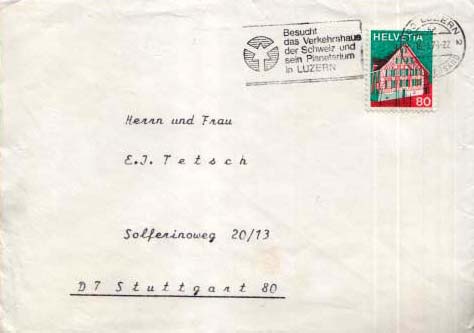 Besucht
das Verkehrshaus
der Schweiz und
sein Planetarium
in LUZERN
HELVETIA
80
LUZERN 2
Herrn und Frau
E.J. Tetsch
Solferinoweg 20/13
D7 Stuttgart 80